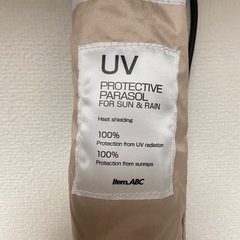 UV
PROTECTIVE
PARASOL
FOR SUN & RAIN
Heat shielding
100%
Protection from UV radiation
100%
Protection from sunrays
Item.ABC